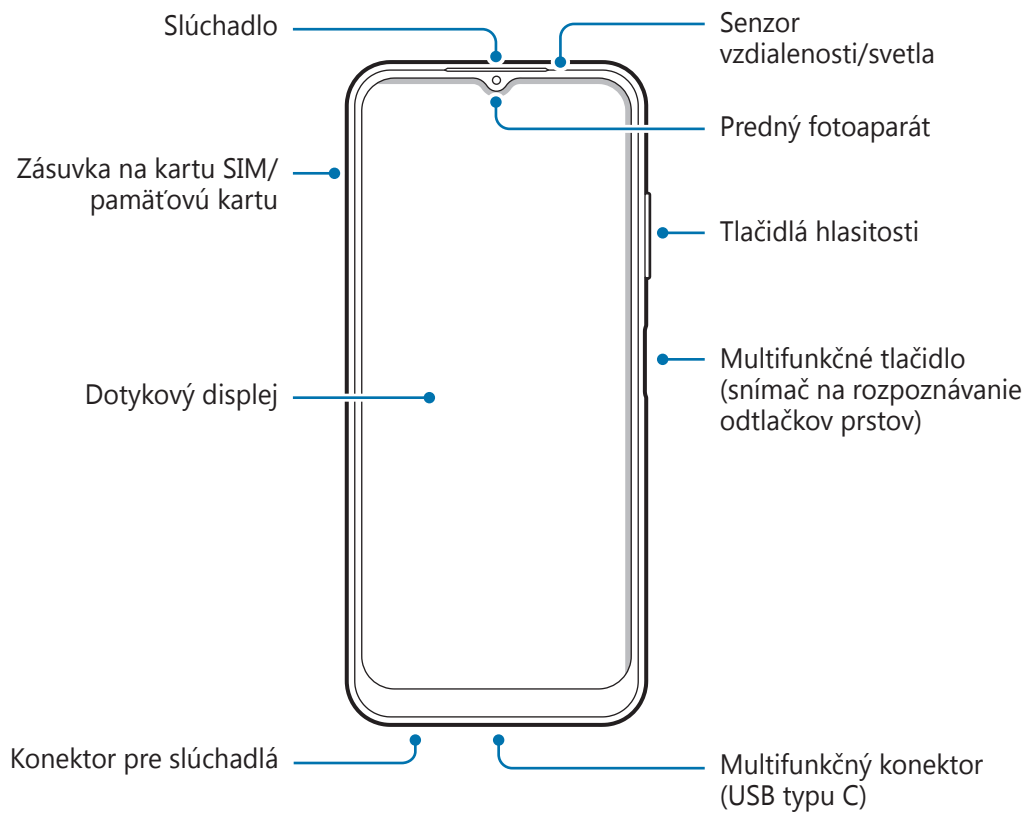 Slúchadlo
Senzor
vzdialenosti/svetla
Predný fotoaparát
Zásuvka na kartu SIM/
pamäťovú kartu
Tlačidlá hlasitosti
Multifunkčné tlačidlo
(snímač na rozpoznávanie
odtlačkov prstov)
Dotykový displej
Konektor pre slúchadlá
Multifunkčný konektor
(USB typu C)